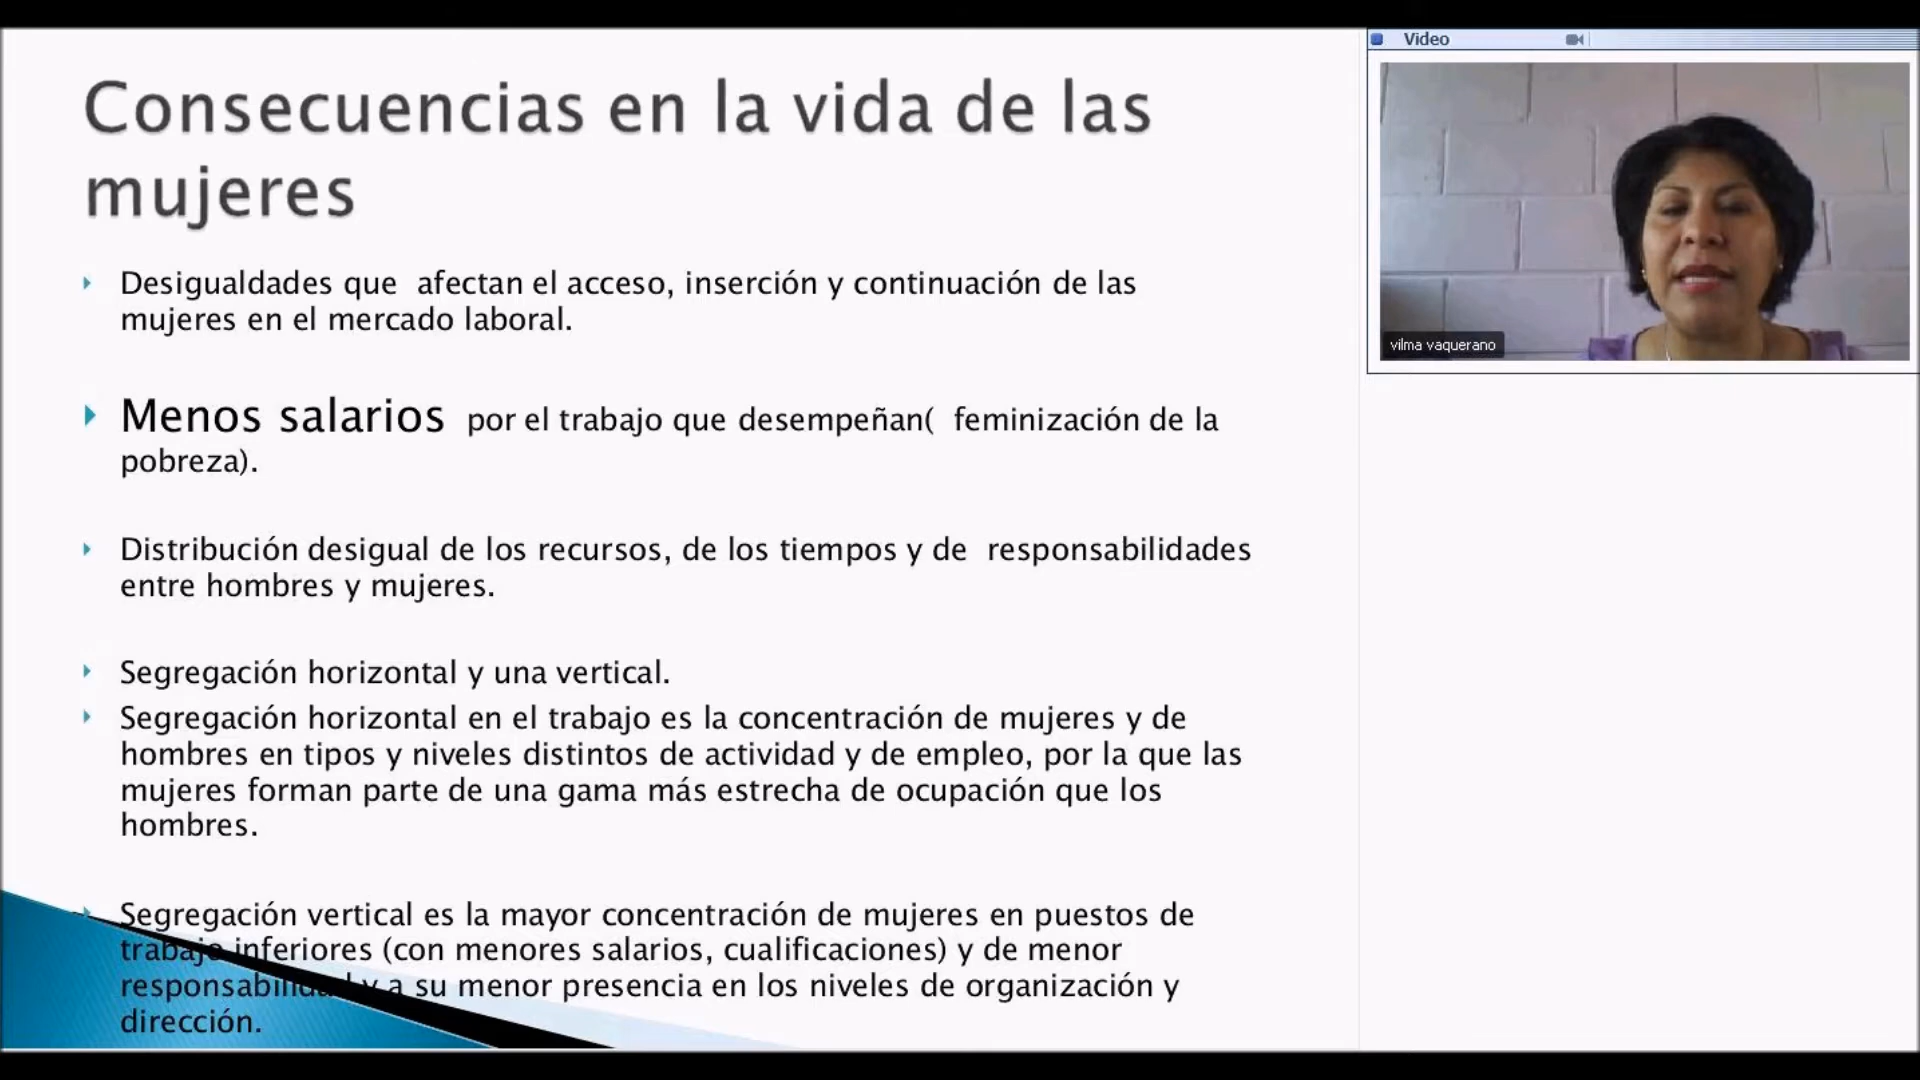 Consecuencias en la vida de las
mujeres
Desigualdades que afectan el acceso, inserción y continuación de las
mujeres en el mercado laboral.
Menos salarios por el trabajo que desempeñan( feminización de la
pobreza).
Distribución desigual de los recursos, de los tiempos y de responsabilidades
entre hombres y mujeres.
Segregación horizontal y una vertical.
Segregación horizontal en el trabajo es la concentración de mujeres y de
hombres en tipos y niveles distintos de actividad y de empleo, por la que las
mujeres forman parte de una gama más estrecha de ocupación que los
hombres.
Segregación vertical es la mayor concentración de mujeres en puestos de
trabajo inferiores (con menores salarios, cualificaciones) y de menor
responsabilidad y a su menor presencia en los niveles de organización y
dirección.
Video
vilma vaquerano